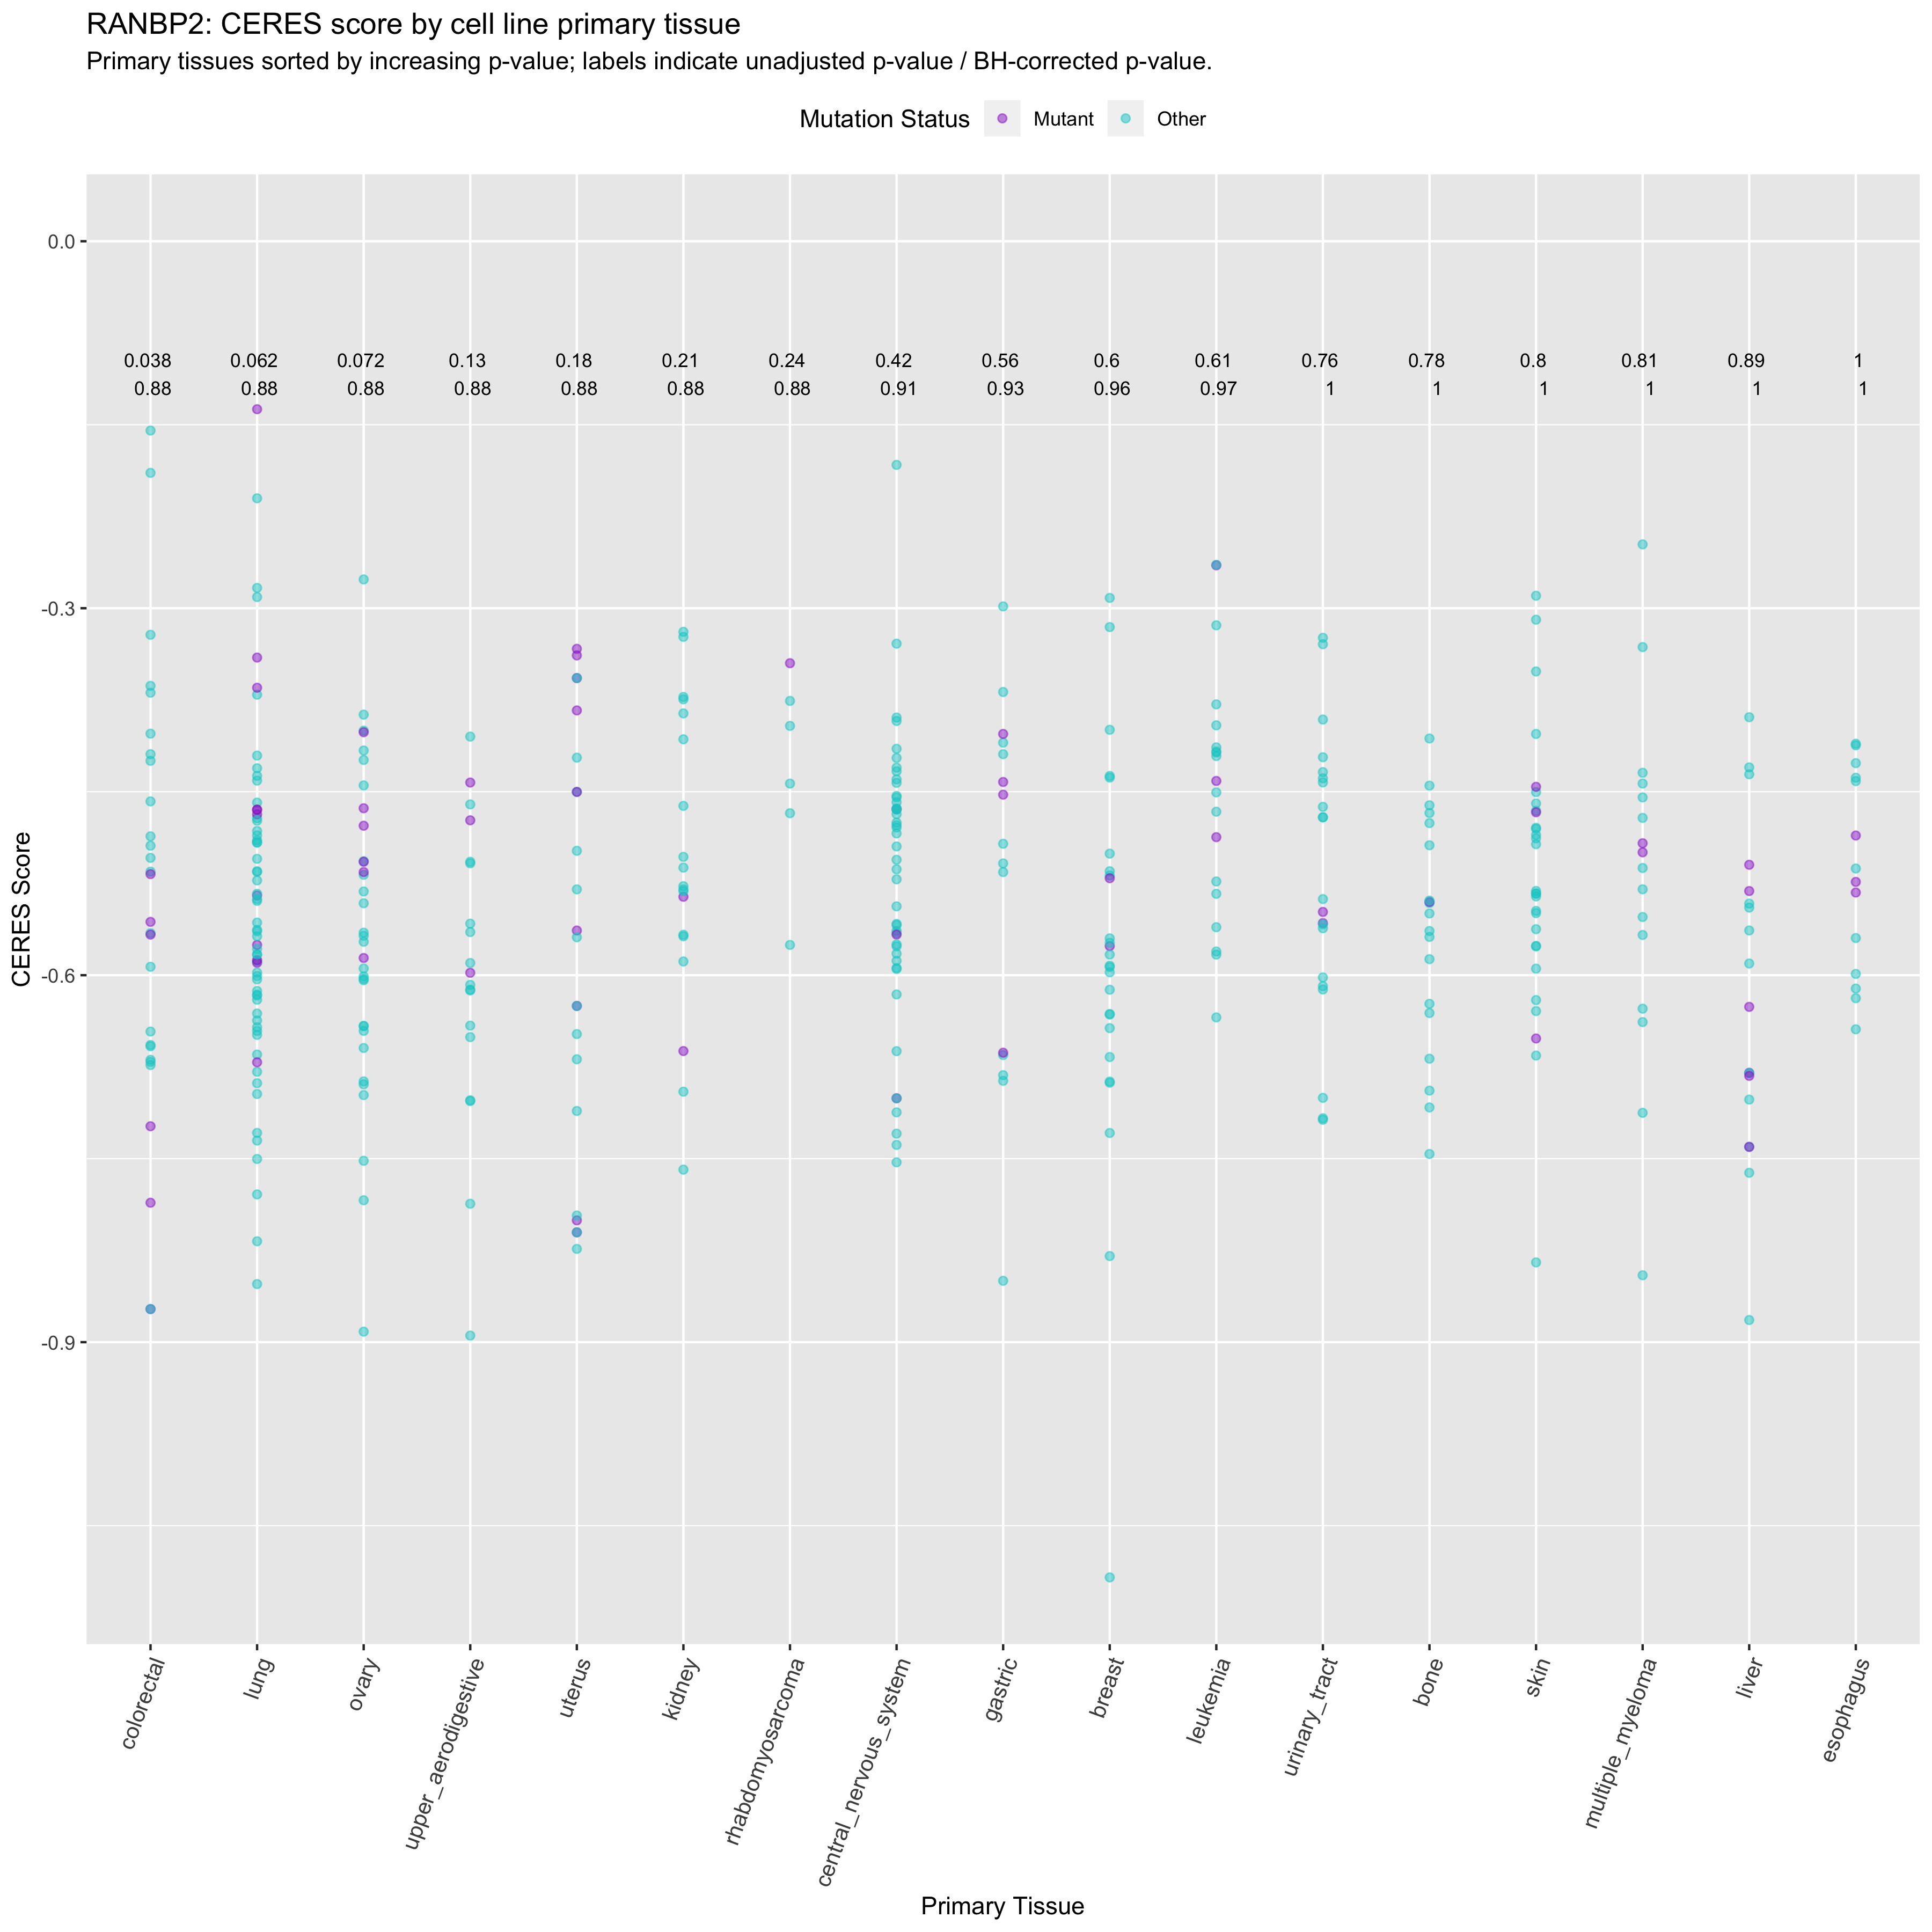 RANBP2: CERES score by cell line primary tissue
Primary tissues sorted by increasing p-value; labels indicate unadjusted p-value / BH-corrected p-value.
Mutation Status Mutant Other
0.0
0.038 0.062 0.072 0.13 0.18 0.21 0.24 0.42 0.56 0.6 0.61 0.76 0.78 0.8 0.81 0.89 1
0.88 0.88 0.88 0.88 0.88 0.88 0.88 0.91 0.93 0.96 0.97 1 1 1 1 1 1
-0.3
-0.6
-0.9
CERES Score
colorectal
lung
ovary
upper_aerodigestive
uterus
kidney
rhabdomyosarcoma
central_nervous_system
gastric
breast
leukemia
urinary_tract
bone
skin
multiple_myeloma
liver
esophagus
Primary Tissue